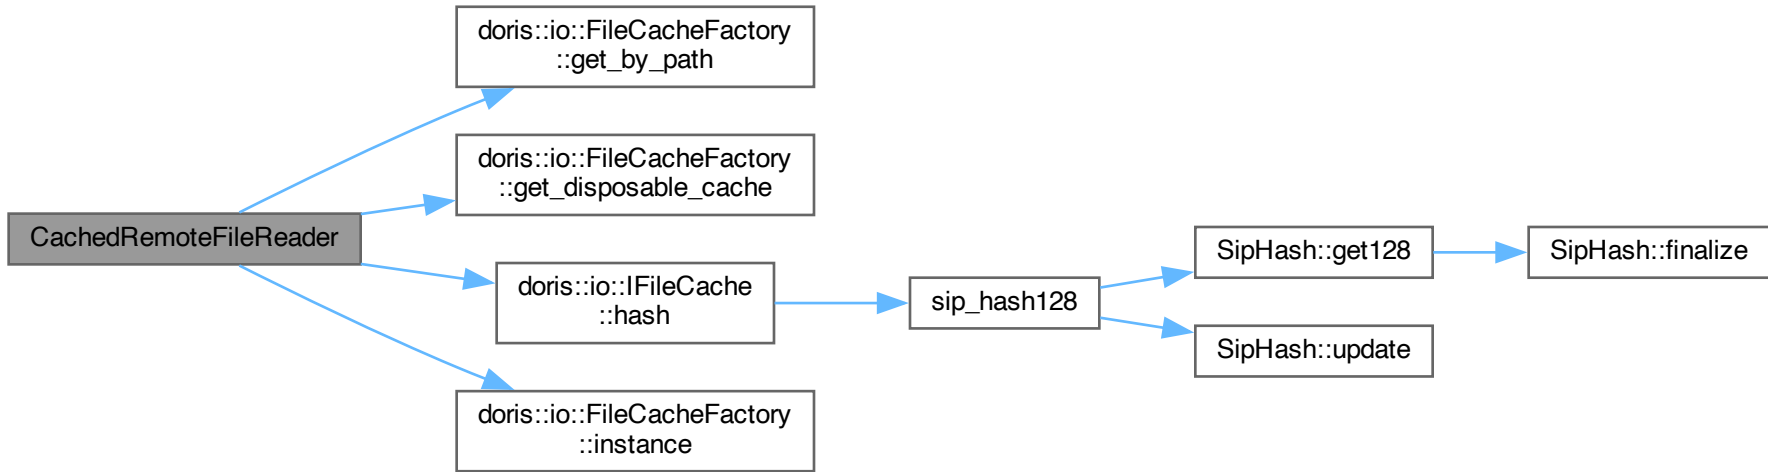 doris::io::FileCacheFactory
::get_by_path
doris::io::FileCacheFactory
::get_disposable_cache
CachedRemoteFileReader
doris::io::IFileCache
::hash
doris::io::FileCacheFactory
::instance
sip_hash128
SipHash::get128
SipHash::update
SipHash::finalize